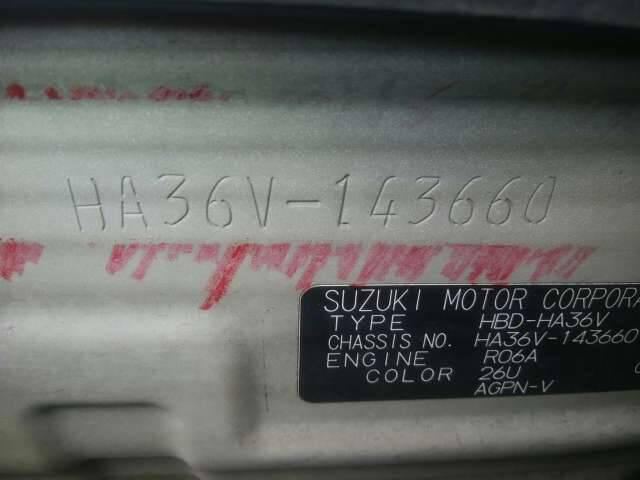 HA36V-143660
SUZUKI MOTOR CORPORA
TYPE HBD-HA36V
CHASSIS NO. HA36V-143660
ENGINE R06A
COLOR 26U
AGPN-V